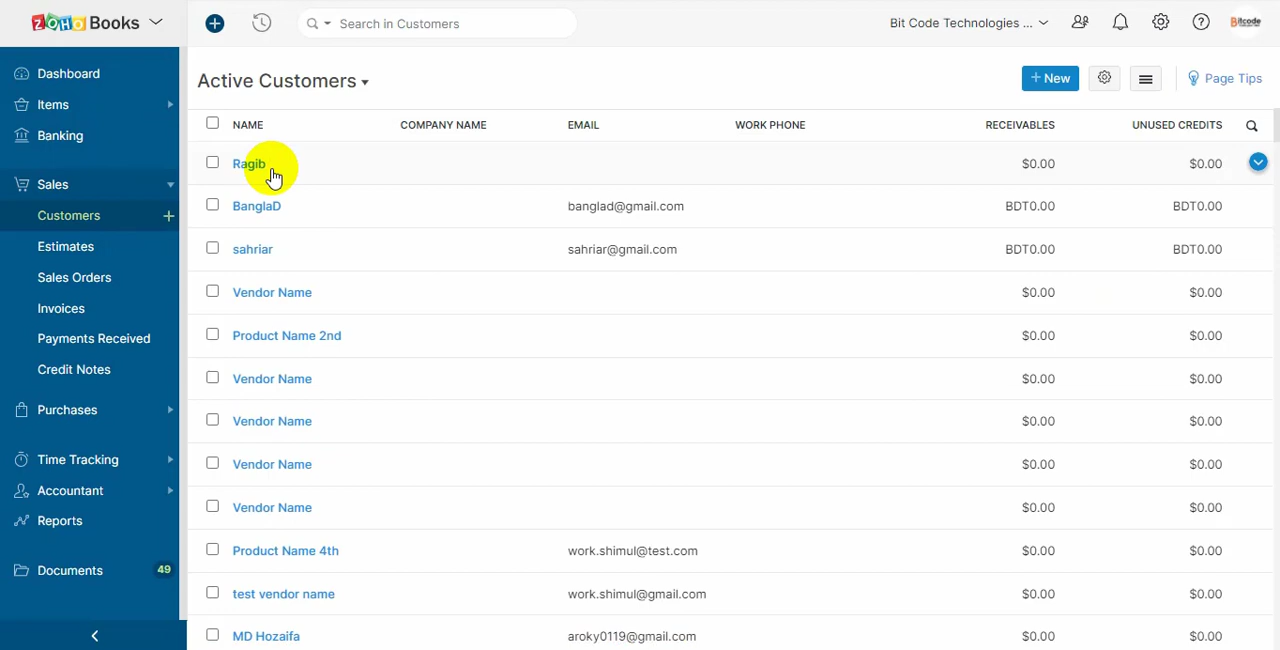 ZOHO Books
Search in Customers
Bit Code Technologies ...
Bitcode
Dashboard
Items
Banking
Sales
Customers
Estimates
Sales Orders
Invoices
Payments Received
Credit Notes
Purchases
Time Tracking
Accountant
Reports
Documents 49
Active Customers
+ New
Page Tips
NAME COMPANY NAME EMAIL WORK PHONE RECEIVABLES UNUSED CREDITS
Ragib $0.00 $0.00
BanglaD banglad@gmail.com BDT0.00 BDT0.00
sahriar sahriar@gmail.com BDT0.00 BDT0.00
Vendor Name $0.00 $0.00
Product Name 2nd $0.00 $0.00
Vendor Name $0.00 $0.00
Vendor Name $0.00 $0.00
Vendor Name $0.00 $0.00
Vendor Name $0.00 $0.00
Product Name 4th work.shimul@test.com $0.00 $0.00
test vendor name work.shimul@gmail.com $0.00 $0.00
MD Hozaifa aroky0119@gmail.com $0.00 $0.00